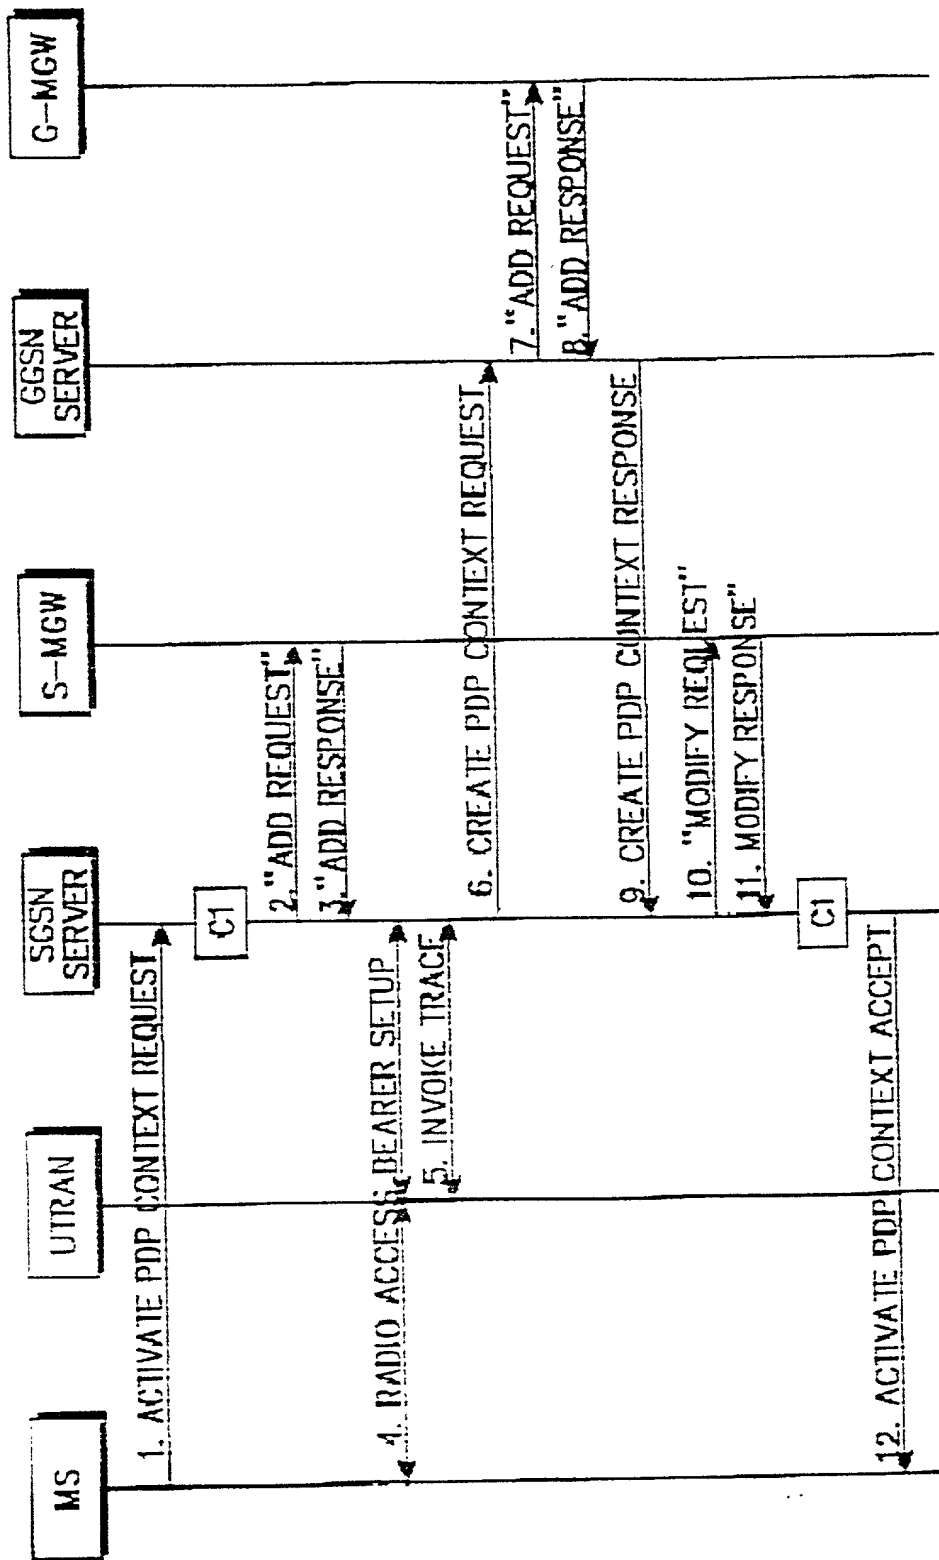 MS
UTRAN
SGSN
SERVER
S-MGW
GGSN
SERVER
G-MGW
1. ACTIVATE PDP CONTEXT REQUEST
C1
2."ADD REQUEST"
3."ADD RESPONSE"
4. RADIO ACCESS BEARER SETUP
5. INVOKE TRACE
6. CREATE PDP CONTEXT REQUEST
7."ADD REQUEST"
8."ADD RESPONSE"
9. CREATE PDP CONTEXT RESPONSE
10. "MODIFY REQUEST"
11. MODIFY RESPONSE"
C1
12. ACTIVATE PDP CONTEXT ACCEPT